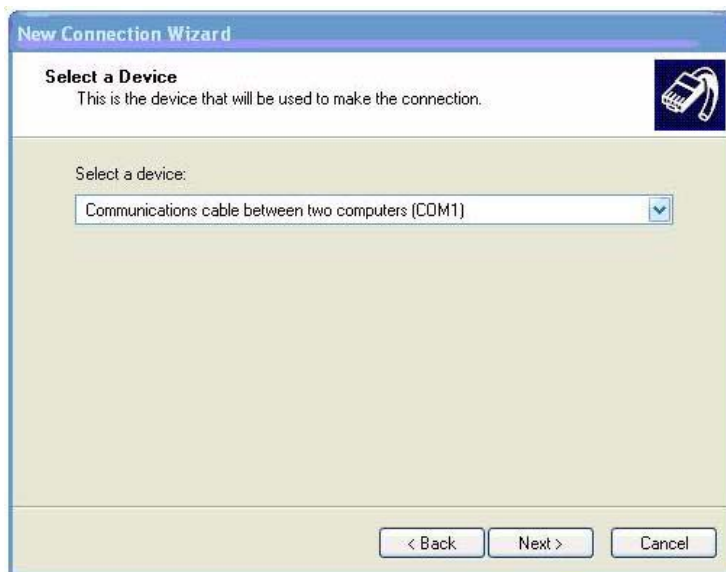 New Connection Wizard
Select a Device
This is the device that will be used to make the connection.
Select a device:
Communications cable between two computers (COM1)
< Back Next > Cancel